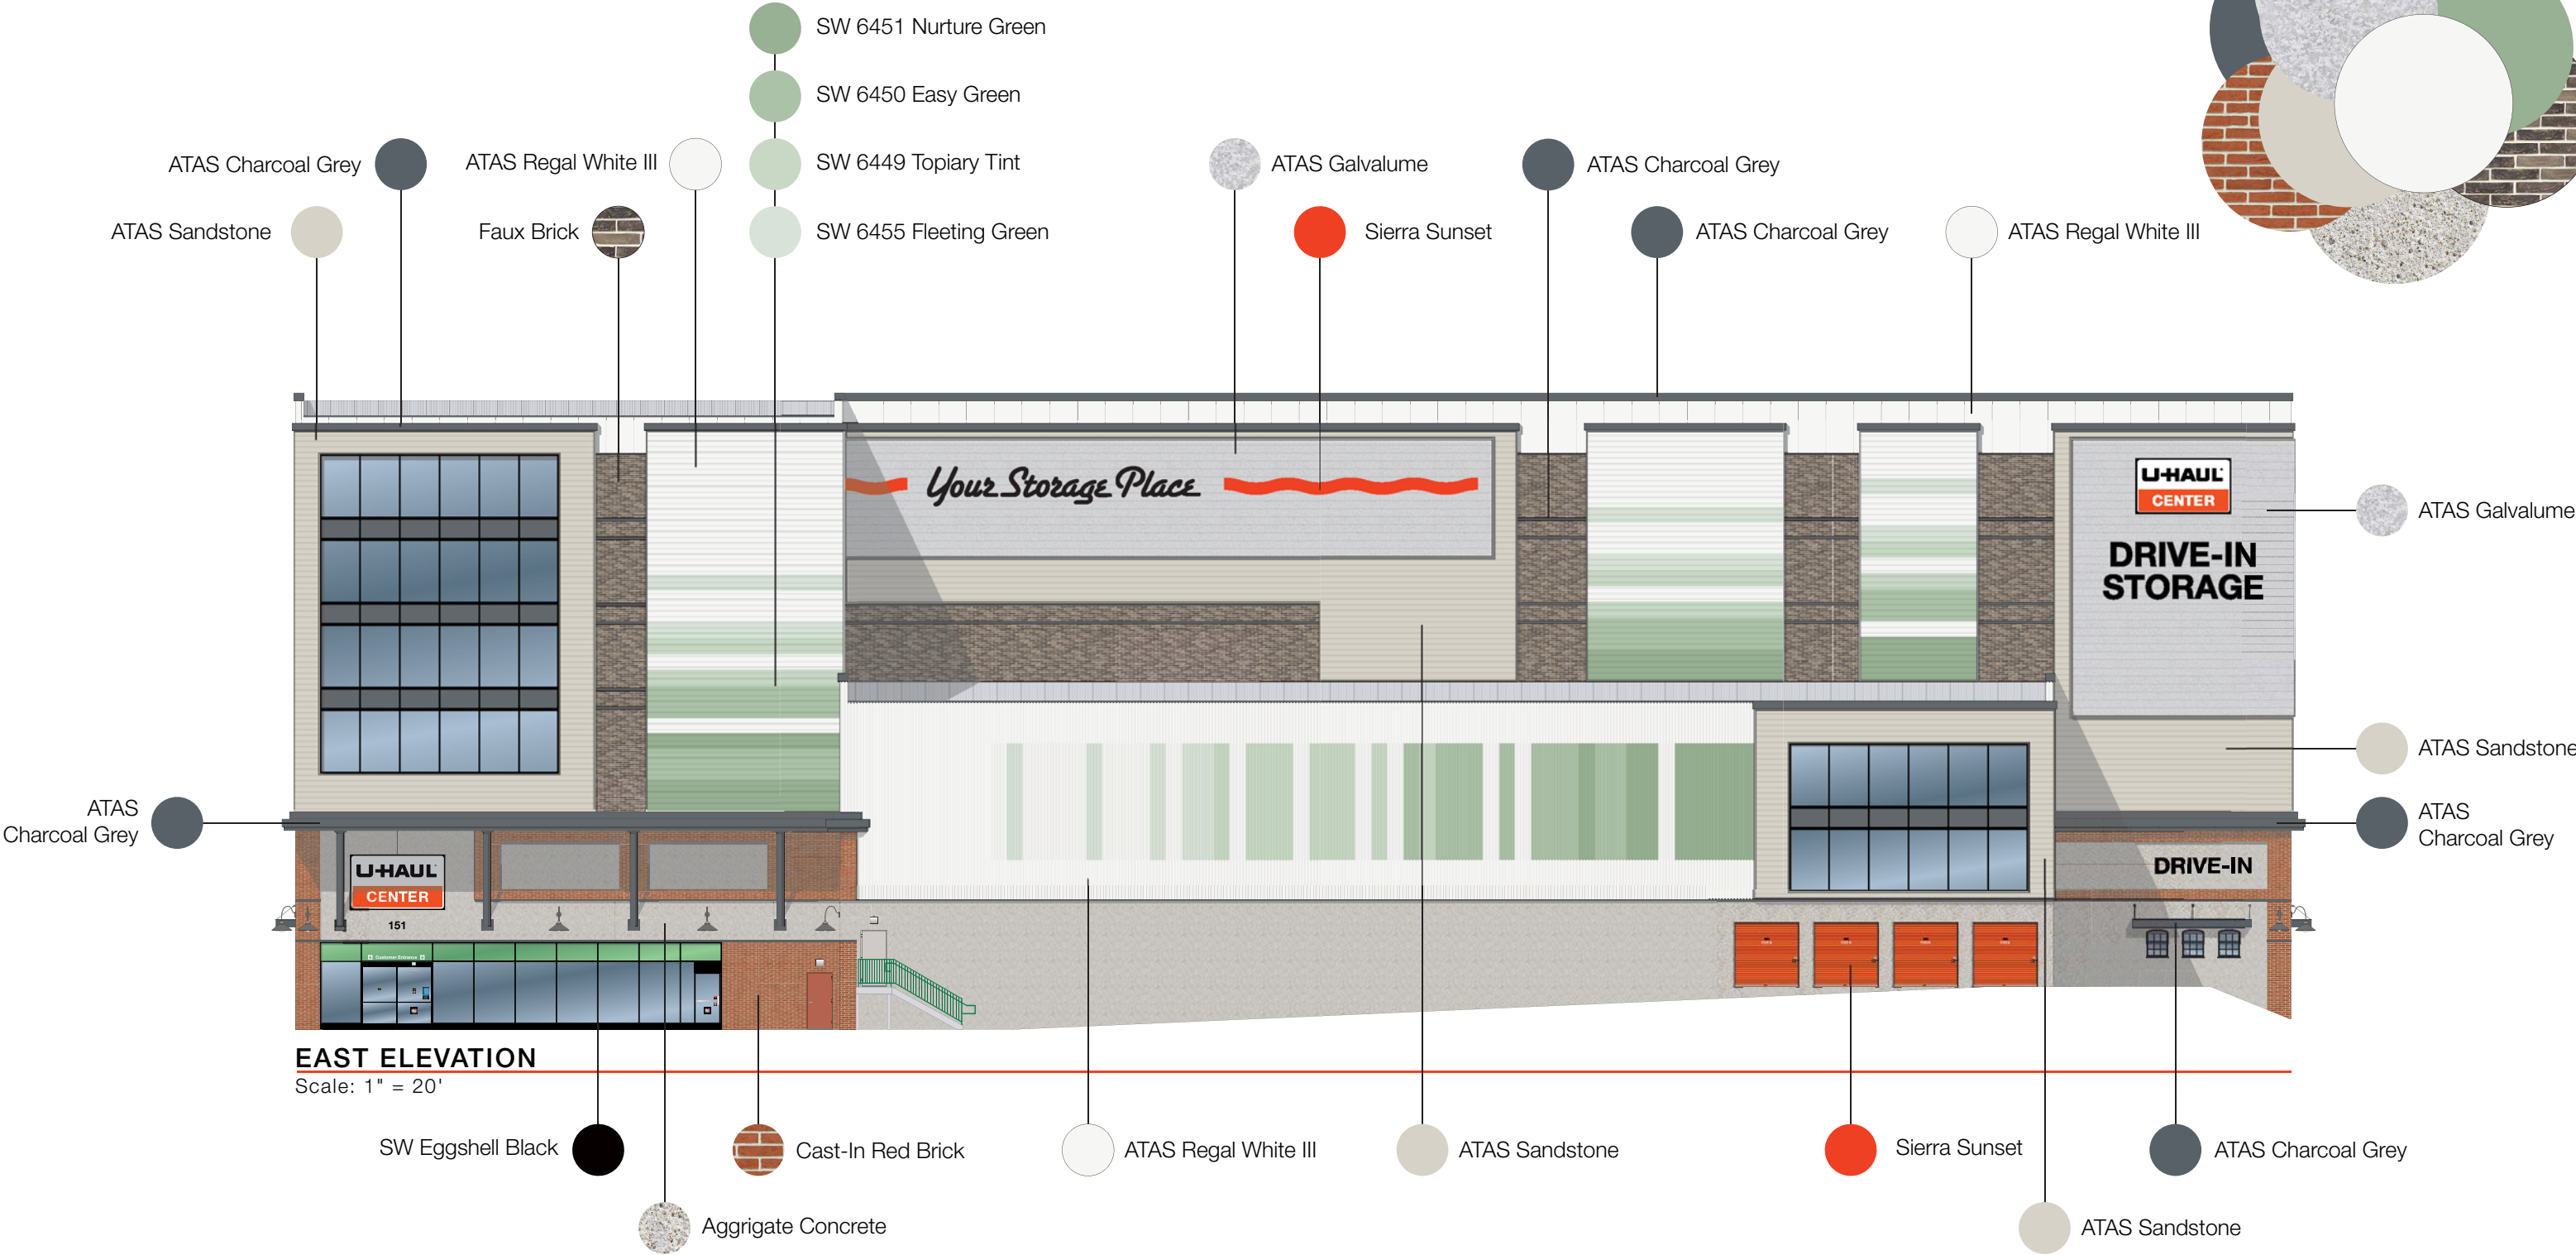 SW 6451 Nurture Green
SW 6450 Easy Green
ATAS Charcoal Grey
ATAS Regal White III
SW 6449 Topiary Tint
ATAS Galvalume
ATAS Charcoal Grey
ATAS Sandstone
Faux Brick
SW 6455 Fleeting Green
Sierra Sunset
ATAS Charcoal Grey
ATAS Regal White III
Your Storage Place
U-HAUL
CENTER
DRIVE-IN
STORAGE
ATAS Galvalume
ATAS Sandstone
ATAS
Charcoal Grey
ATAS
Charcoal Grey
U-HAUL
CENTER
151
DRIVE-IN
Customer Entrance
EAST ELEVATION
Scale: 1" = 20'
SW Eggshell Black
Cast-In Red Brick
ATAS Regal White III
ATAS Sandstone
Sierra Sunset
ATAS Charcoal Grey
Aggrigate Concrete
ATAS Sandstone